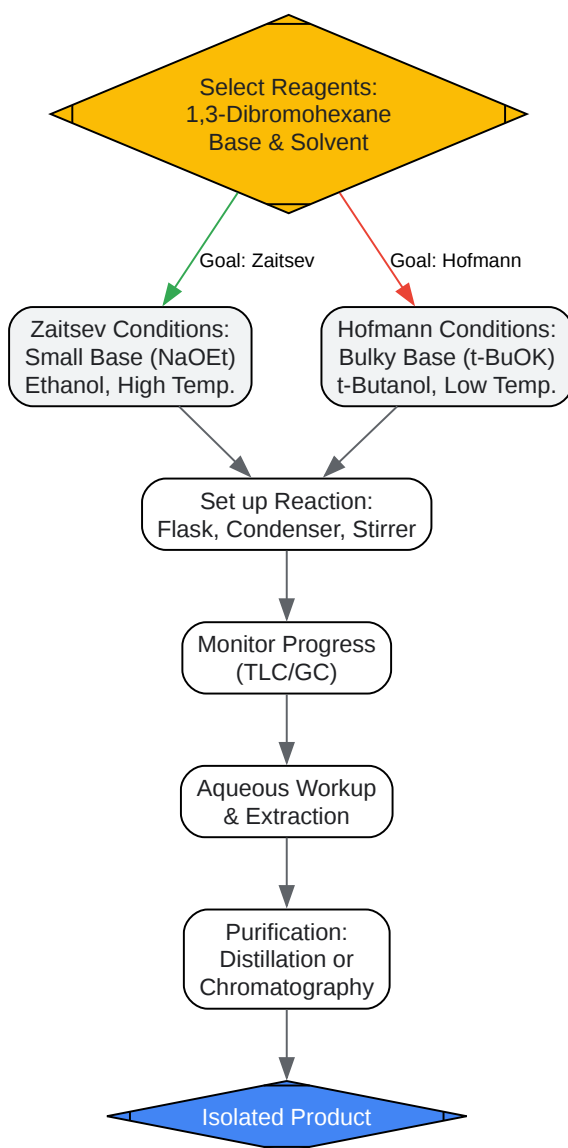 Select Reagents:
1,3-Dibromohexane
Base & Solvent
Goal: Zaitsev
Goal: Hofmann
Zaitsev Conditions:
Small Base (NaOEt)
Ethanol, High Temp.
Hofmann Conditions:
Bulky Base (t-BuOK)
t-Butanol, Low Temp.
Set up Reaction:
Flask, Condenser, Stirrer
Monitor Progress
(TLC/GC)
Aqueous Workup
& Extraction
Purification:
Distillation or
Chromatography
Isolated Product